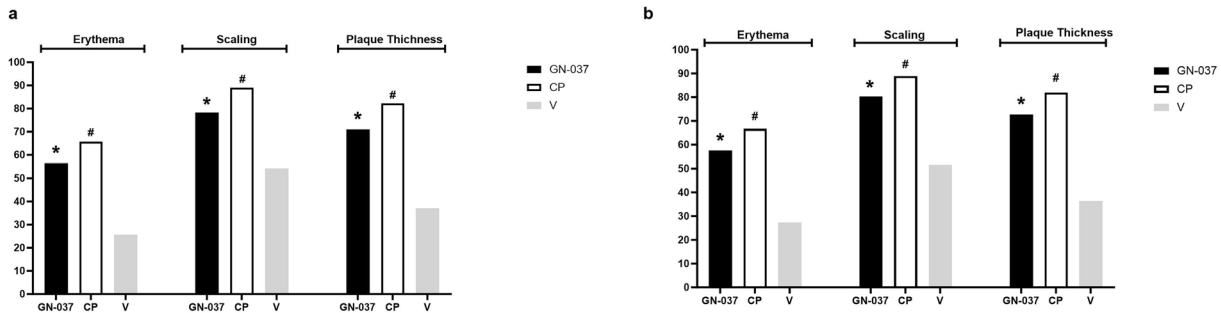 a
Erythema Scaling Plaque Thichness
100
90
80
70
60
50
40
30
20
10
0
* # * # * #
GN-037 CP V GN-037 CP V GN-037 CP V
GN-037
CP
V
b
Erythema Scaling Plaque Thickness
100
90
80
70
60
50
40
30
20
10
0
* # * # * #
GN-037 CP V GN-037 CP V GN-037 CP V
GN-037
CP
V